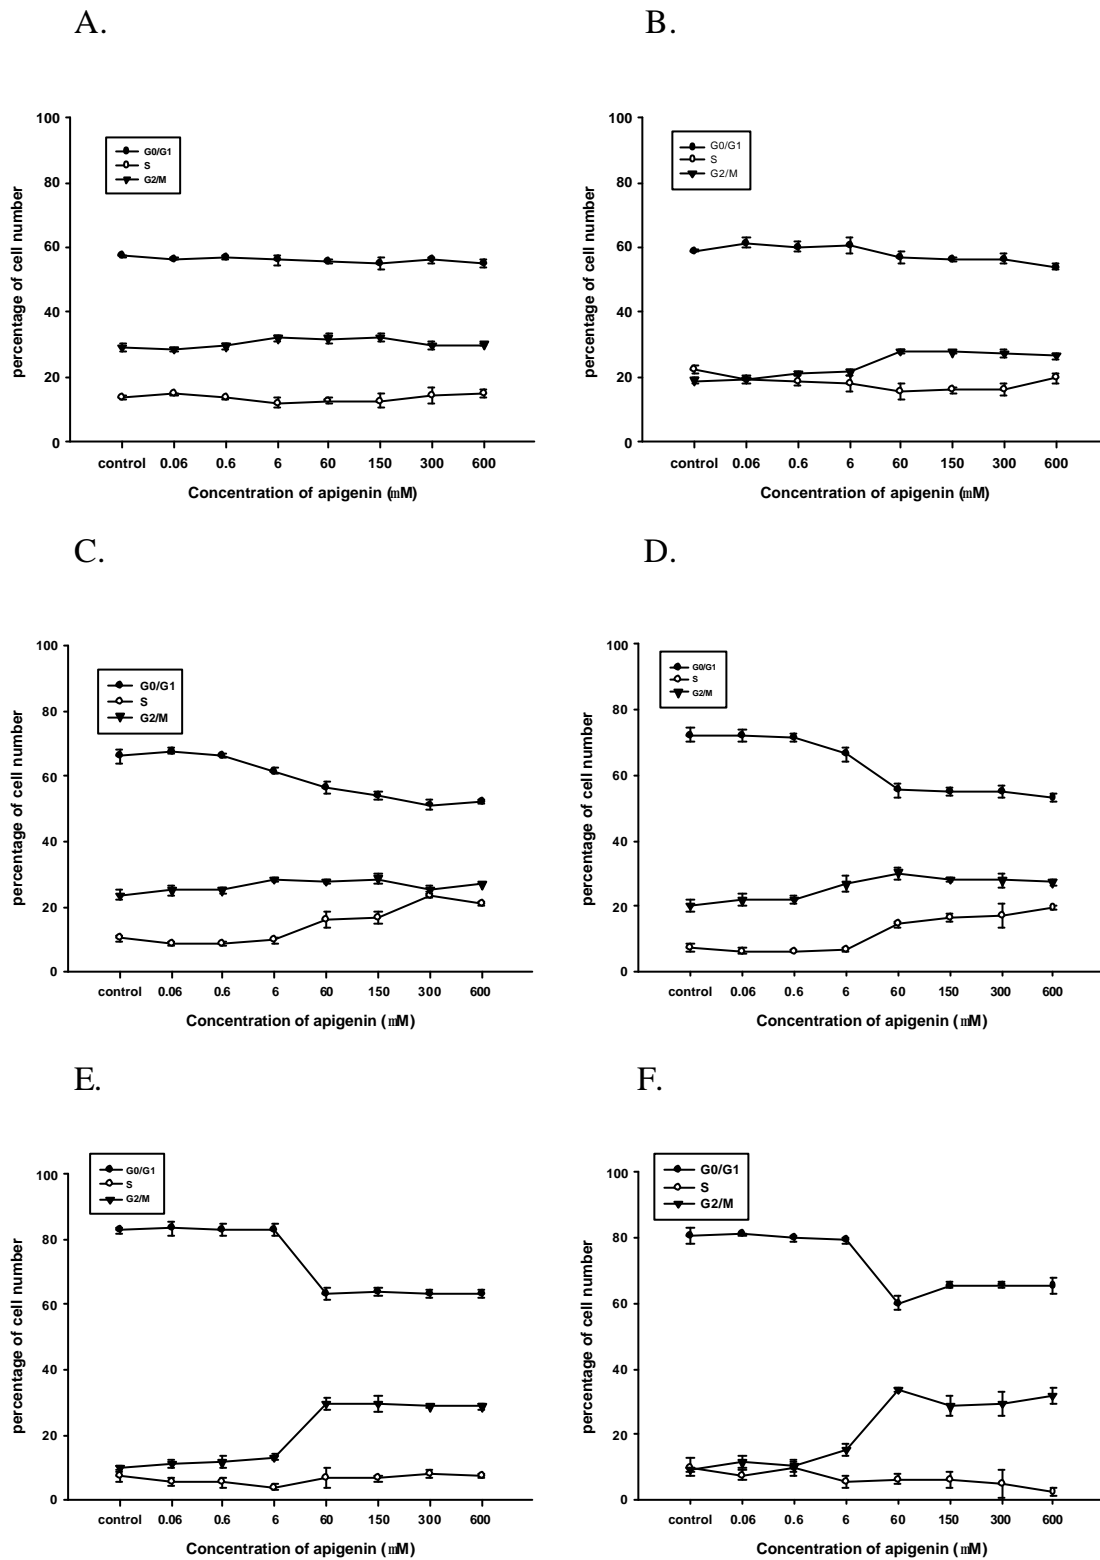 A.
B.
100
80
60
40
20
0
percentage of cell number
G0/G1
S
G2/M
control 0.06 0.6 6 60 150 300 600
Concentration of apigenin (mM)
100
80
60
40
20
0
percentage of cell number
G0/G1
S
G2/M
control 0.06 0.6 6 60 150 300 600
Concentration of apigenin (mM)
C.
D.
100
80
60
40
20
0
percentage of cell number
G0/G1
S
G2/M
control 0.06 0.6 6 60 150 300 600
Concentration of apigenin (mM)
100
80
60
40
20
0
percentage of cell number
G0/G1
S
G2/M
control 0.06 0.6 6 60 150 300 600
Concentration of apigenin (mM)
E.
F.
100
80
60
40
20
0
percentage of cell number
G0/G1
S
G2/M
control 0.06 0.6 6 60 150 300 600
Concentration of apigenin (mM)
100
80
60
40
20
0
percentage of cell number
G0/G1
S
G2/M
control 0.06 0.6 6 60 150 300 600
Concentration of apigenin (mM)